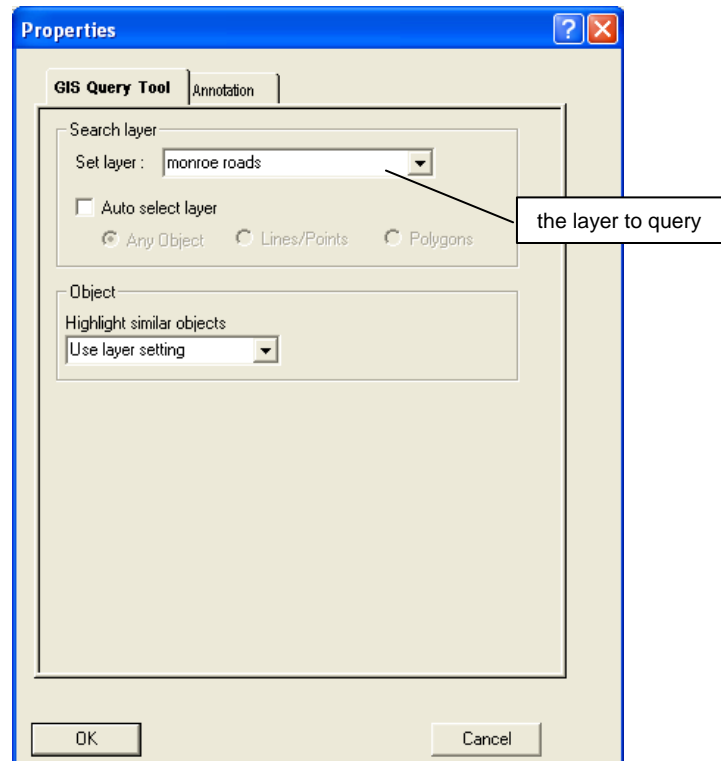 Properties
GIS Query Tool Annotation
Search layer
Set layer : monroe roads
Auto select layer
the layer to query
Any Object Lines/Points Polygons
Object
Highlight similar objects
Use layer setting
OK Cancel